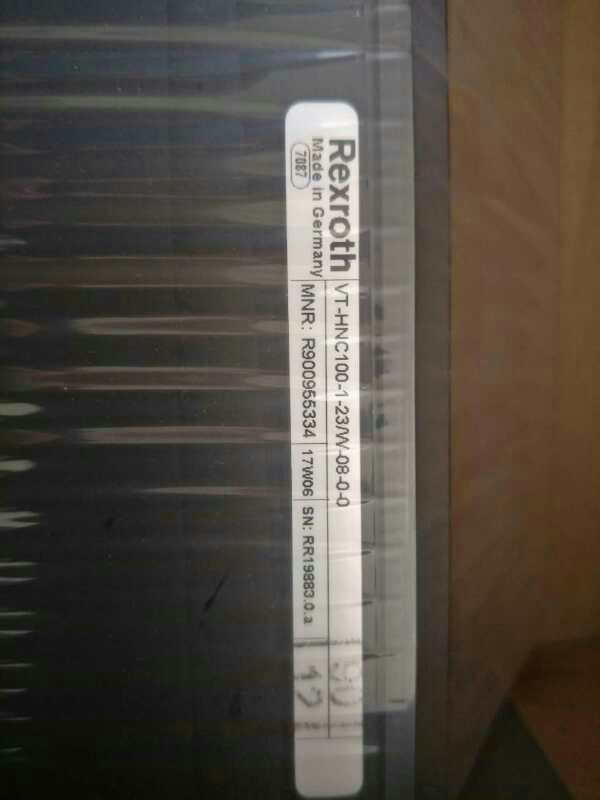 Rexroth
Made in Germany
7087
VT-HNC100-1-23/W-08-0-0
MNR: R900955334
17W06
SN: RR19883.0.a